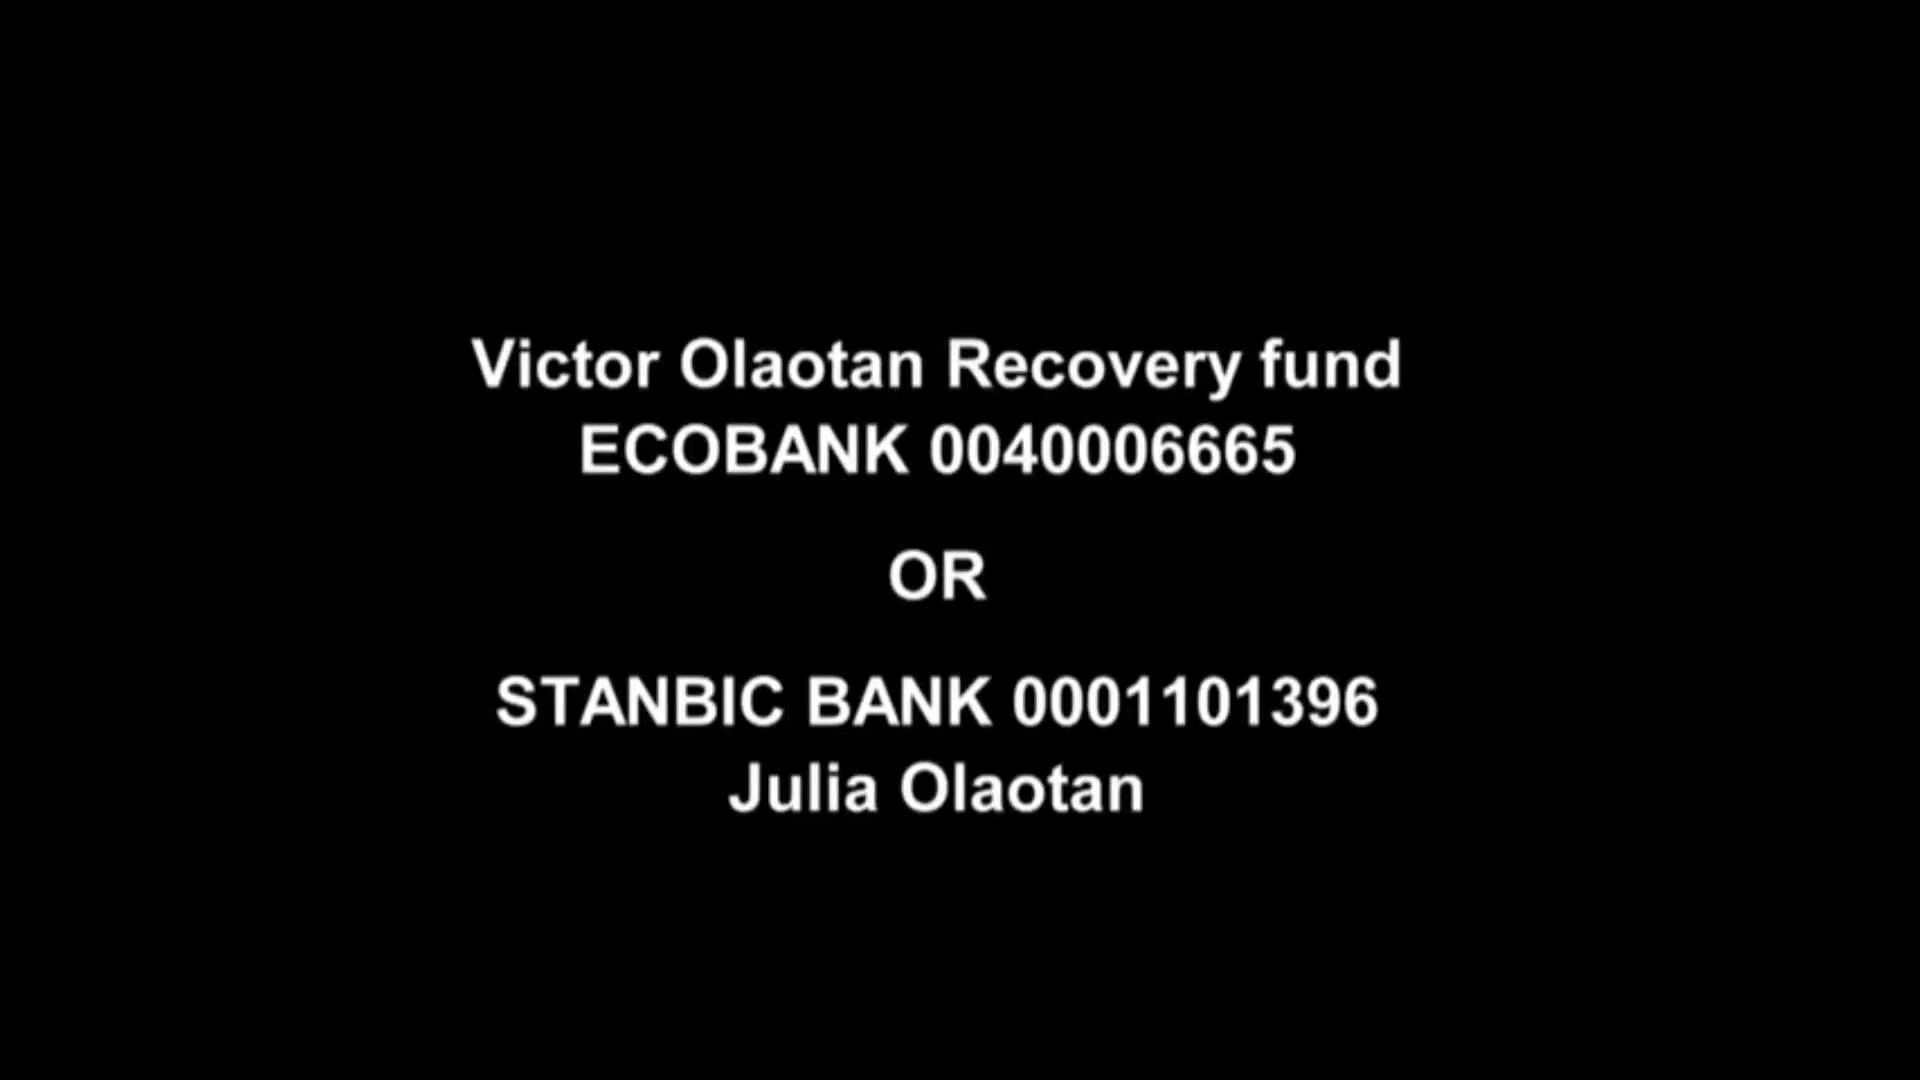 Victor Olaotan Recovery fund
ECOBANK 0040006665
OR
STANBIC BANK 0001101396
Julia Olaotan